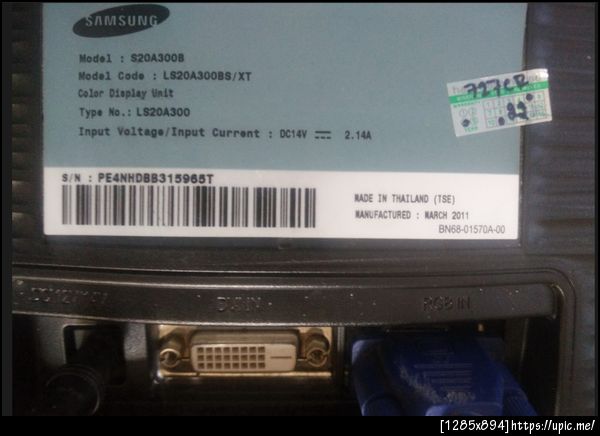 SAMSUNG
Model : S20A300B
Model Code : LS20A300BS/XT
Color Display Unit
Type No.: LS20A300
Input Voltage/Input Current : DC14V ⎓ 2.14A
S/N : PE4NHDBB315965T
MADE IN THAILAND (TSE)
MANUFACTURED : MARCH 2011
BN68-01570A-00
727CR
22
DVI IN
RGB IN
[1285x894]https://upic.me/